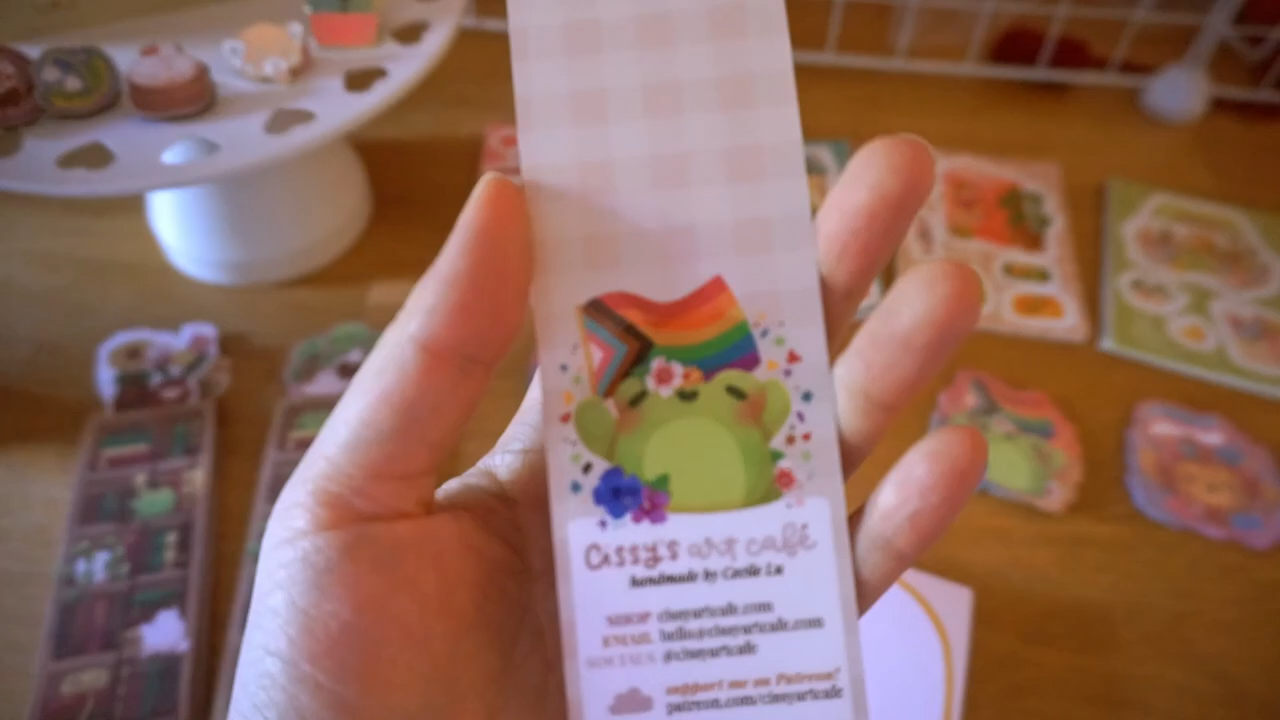 Cissy's art café
handmade by Cecile Lu
SHOP cissyartcafe.com
EMAIL hello@cissyartcafe.com
SOCIALS @cissyartcafe
support me on Patreon!
patreon.com/cissyartcafe